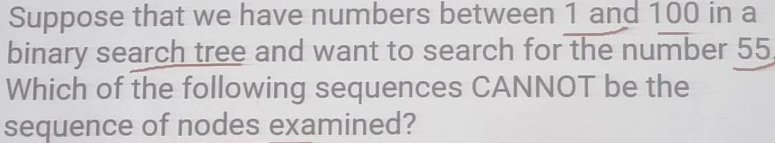 Suppose that we have numbers between 1 and 100 in a
binary search tree and want to search for the number 55.
Which of the following sequences CANNOT be the
sequence of nodes examined?